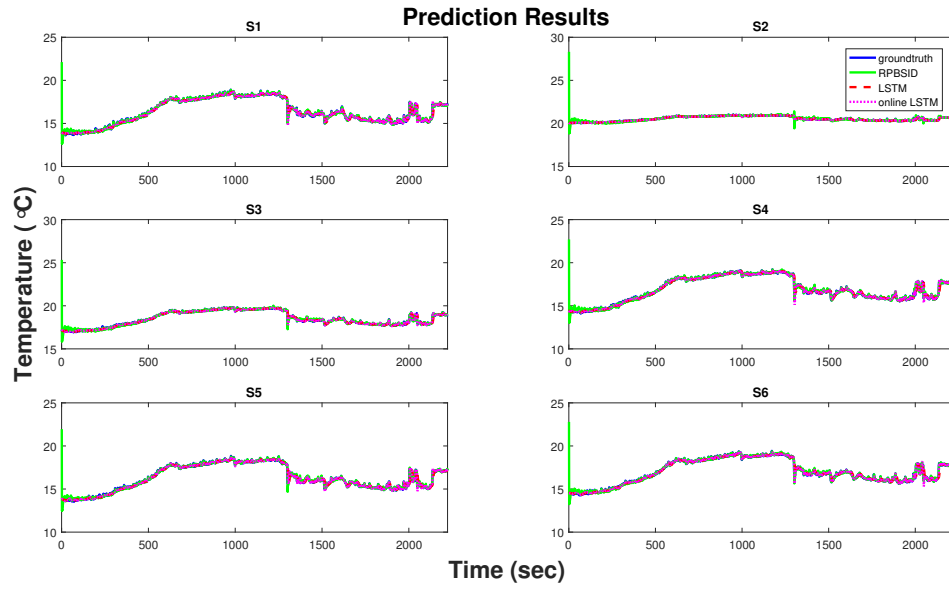 Prediction Results
S1
25
20
15
10
0 500 1000 1500 2000
S2
30
25
20
15
0 500 1000 1500 2000
groundtruth
RPBSID
LSTM
online LSTM
S3
30
25
20
15
0 500 1000 1500 2000
S4
25
20
15
10
0 500 1000 1500 2000
S5
25
20
15
10
0 500 1000 1500 2000
S6
25
20
15
10
0 500 1000 1500 2000
Temperature (°C)
Time (sec)